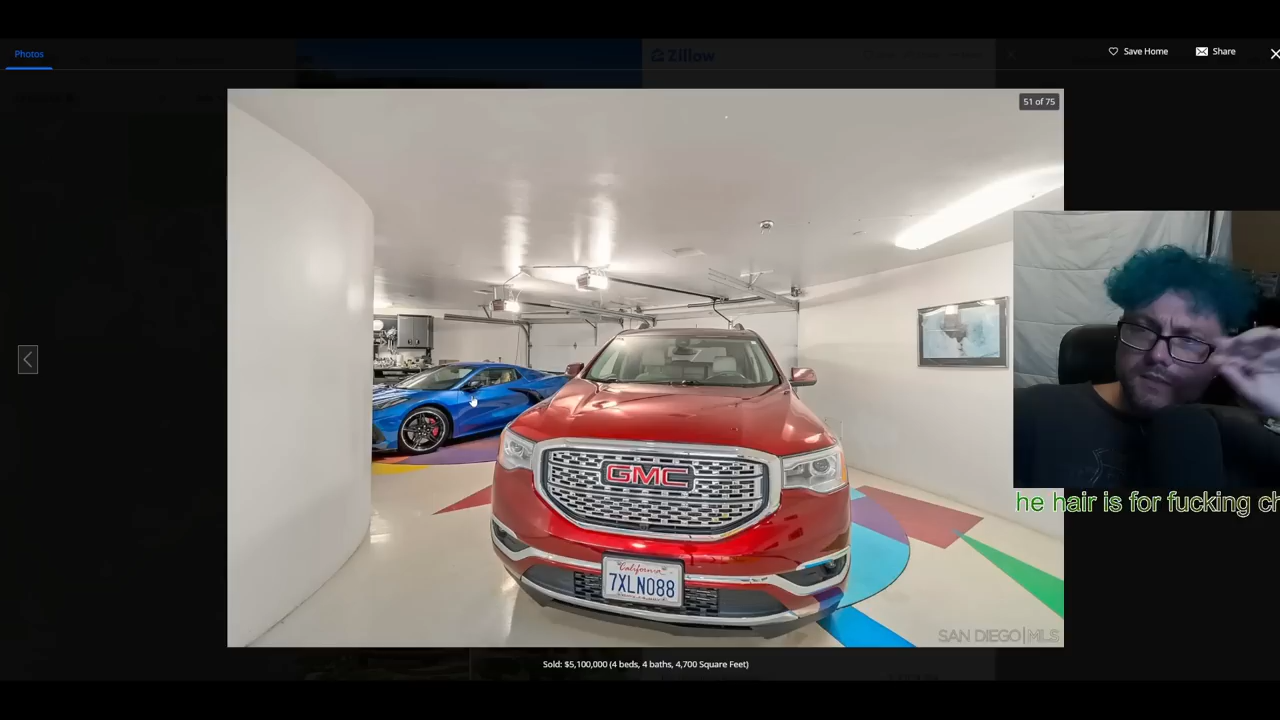 Photos
Zillow
Save Home
Share
51 of 75
GMC
California
7XLN088
he hair is for fucking ch
SAN DIEGO|MLS
Sold: $5,100,000 (4 beds, 4 baths, 4,700 Square Feet)